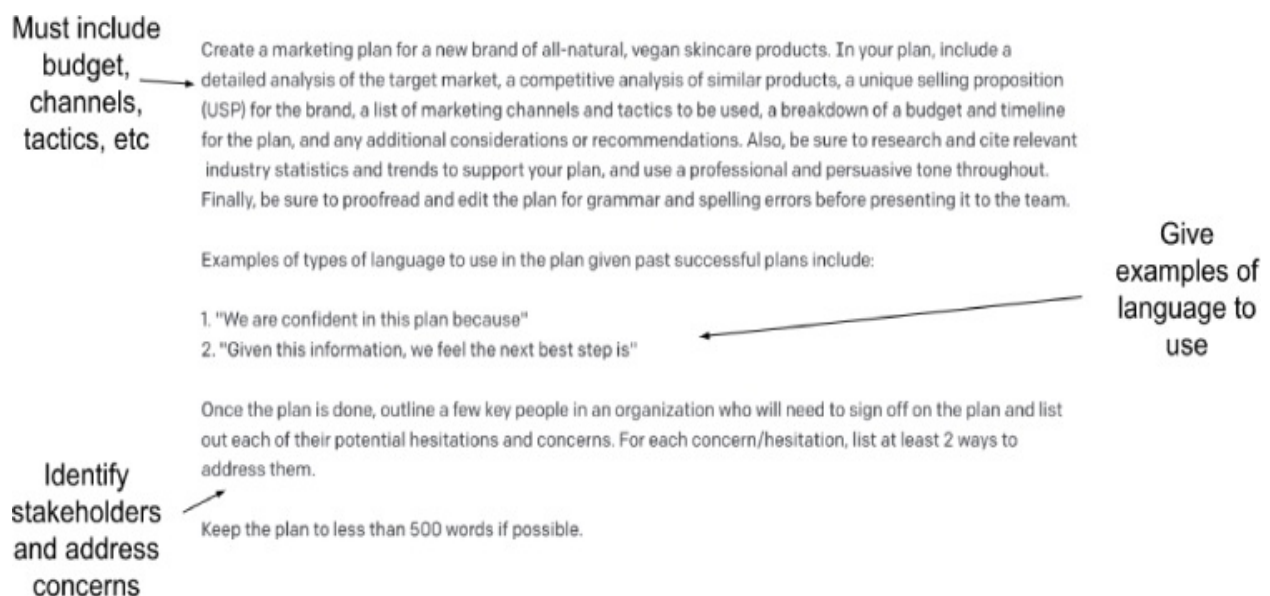 Must include
budget,
channels,
tactics, etc
Create a marketing plan for a new brand of all-natural, vegan skincare products. In your plan, include a
detailed analysis of the target market, a competitive analysis of similar products, a unique selling proposition
(USP) for the brand, a list of marketing channels and tactics to be used, a breakdown of a budget and timeline
for the plan, and any additional considerations or recommendations. Also, be sure to research and cite relevant
industry statistics and trends to support your plan, and use a professional and persuasive tone throughout.
Finally, be sure to proofread and edit the plan for grammar and spelling errors before presenting it to the team.
Examples of types of language to use in the plan given past successful plans include:
1. "We are confident in this plan because"
2. "Given this information, we feel the next best step is"
Give
examples of
language to
use
Once the plan is done, outline a few key people in an organization who will need to sign off on the plan and list
out each of their potential hesitations and concerns. For each concern/hesitation, list at least 2 ways to
address them.
Keep the plan to less than 500 words if possible.
Identify
stakeholders
and address
concerns